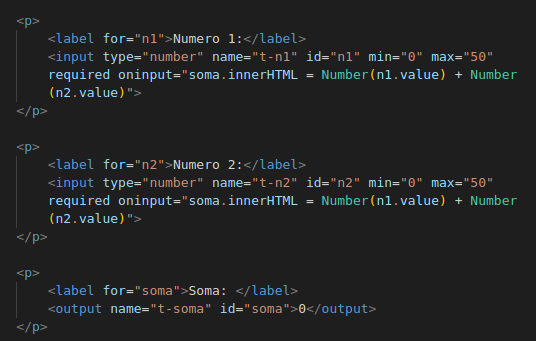 <p>
<label for="n1">Numero 1:</label>
<input type="number" name="t-n1" id="n1" min="0" max="50"
required oninput="soma.innerHTML = Number(n1.value) + Number
(n2.value)">
</p>
<p>
<label for="n2">Numero 2:</label>
<input type="number" name="t-n2" id="n2" min="0" max="50"
required oninput="soma.innerHTML = Number(n1.value) + Number
(n2.value)">
</p>
<p>
<label for="soma">Soma: </label>
<output name="t-soma" id="soma">0</output>
</p>